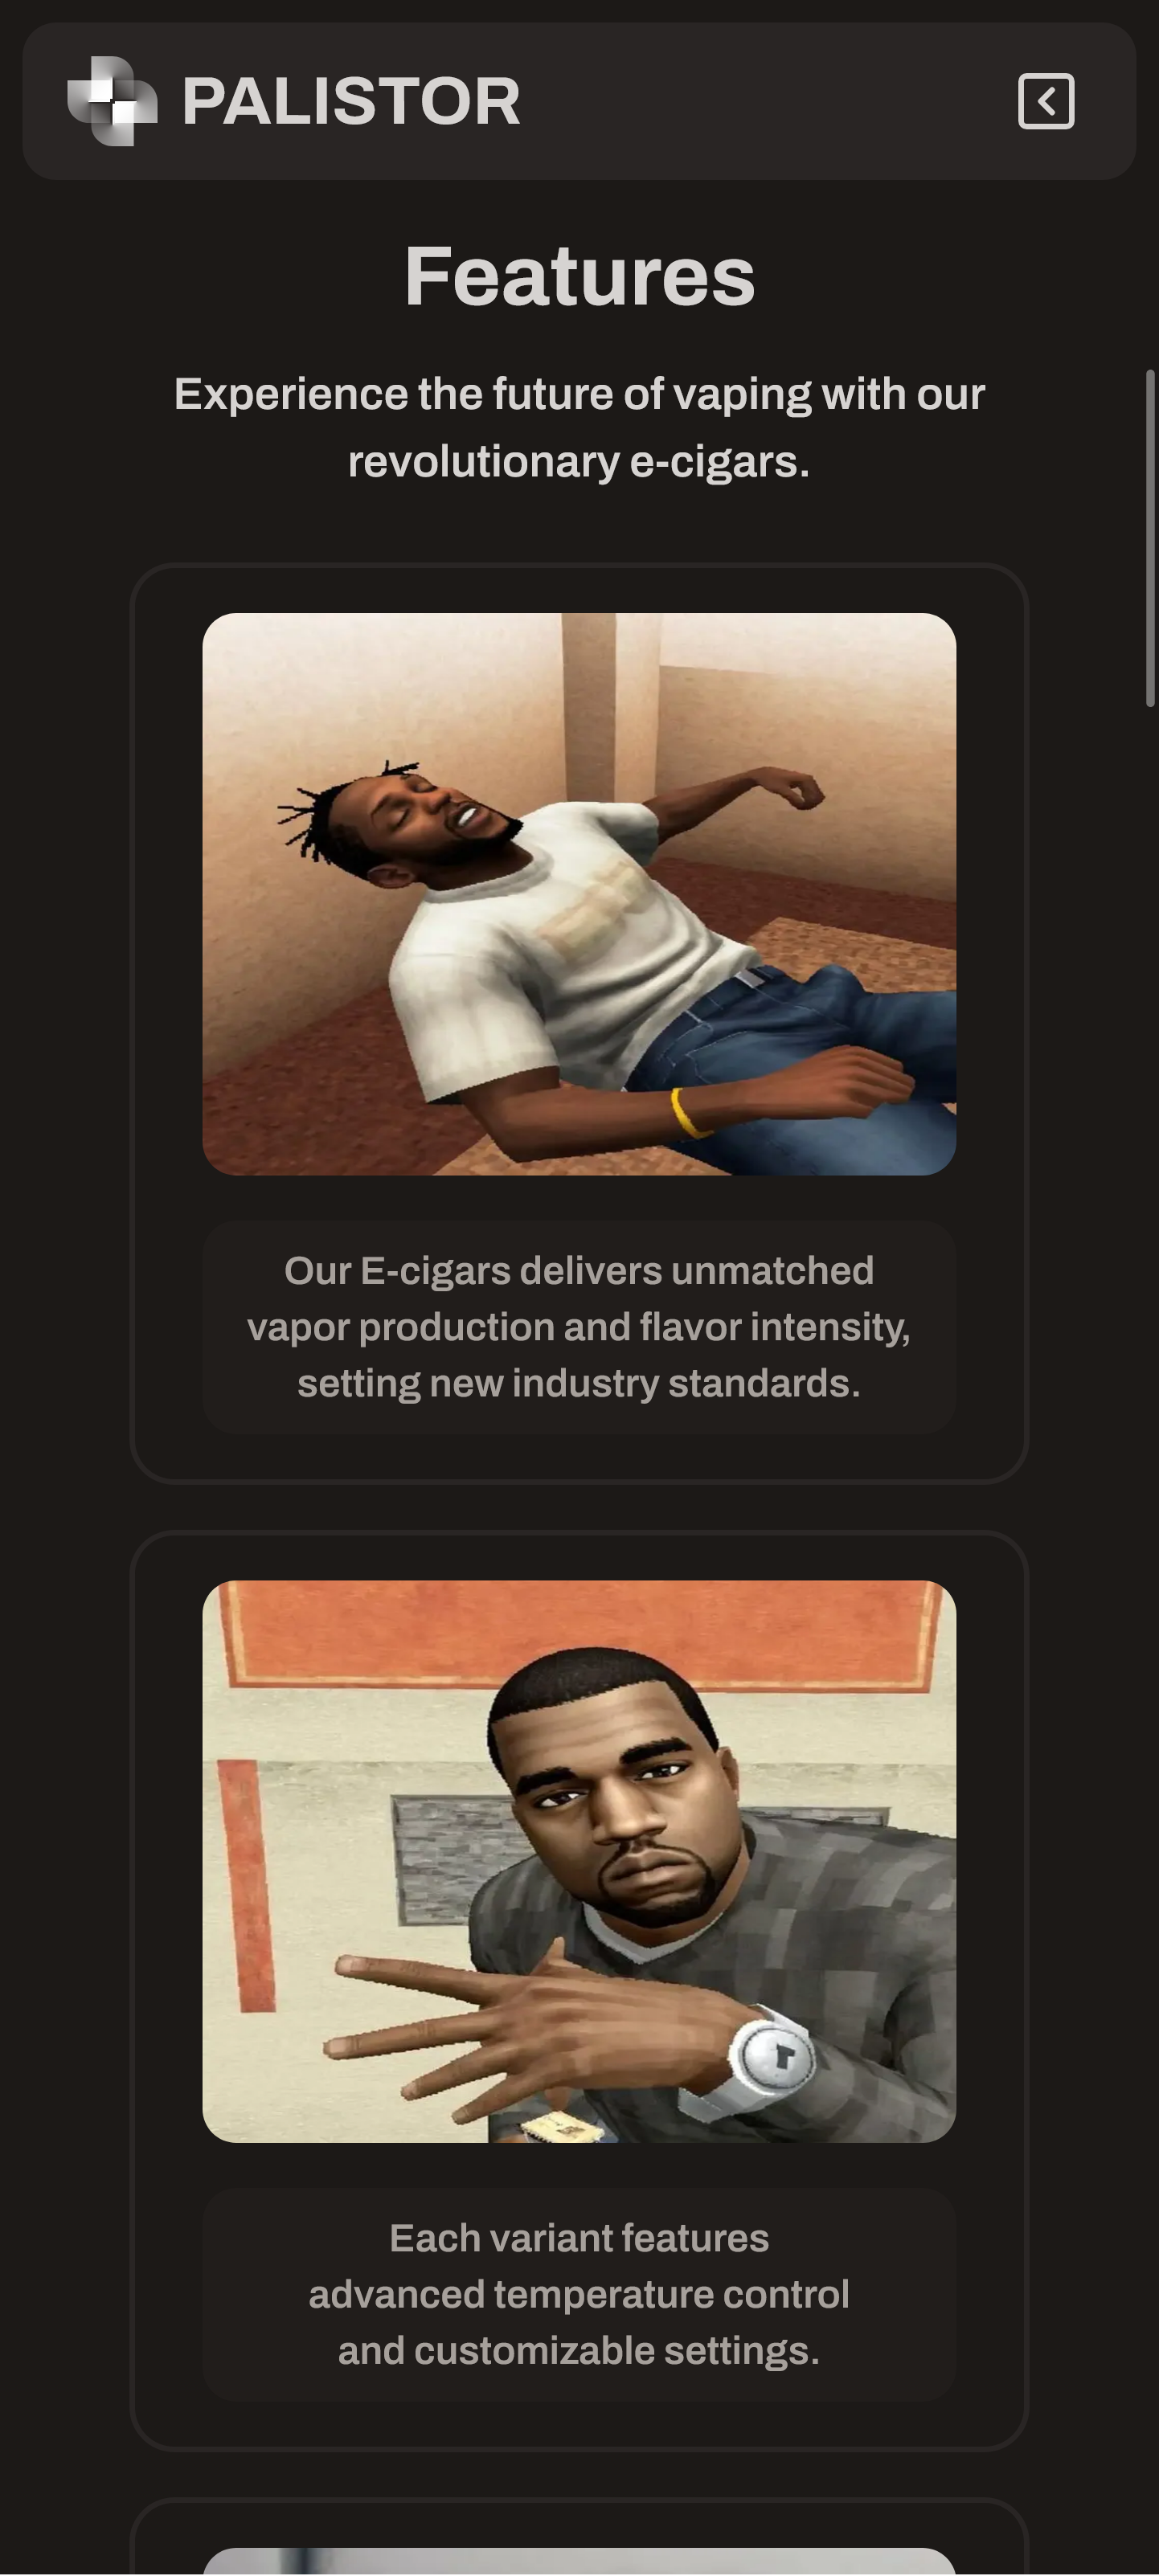 PALISTOR
Features
Experience the future of vaping with our
revolutionary e-cigars.
Our E-cigars delivers unmatched
vapor production and flavor intensity,
setting new industry standards.
Each variant features
advanced temperature control
and customizable settings.